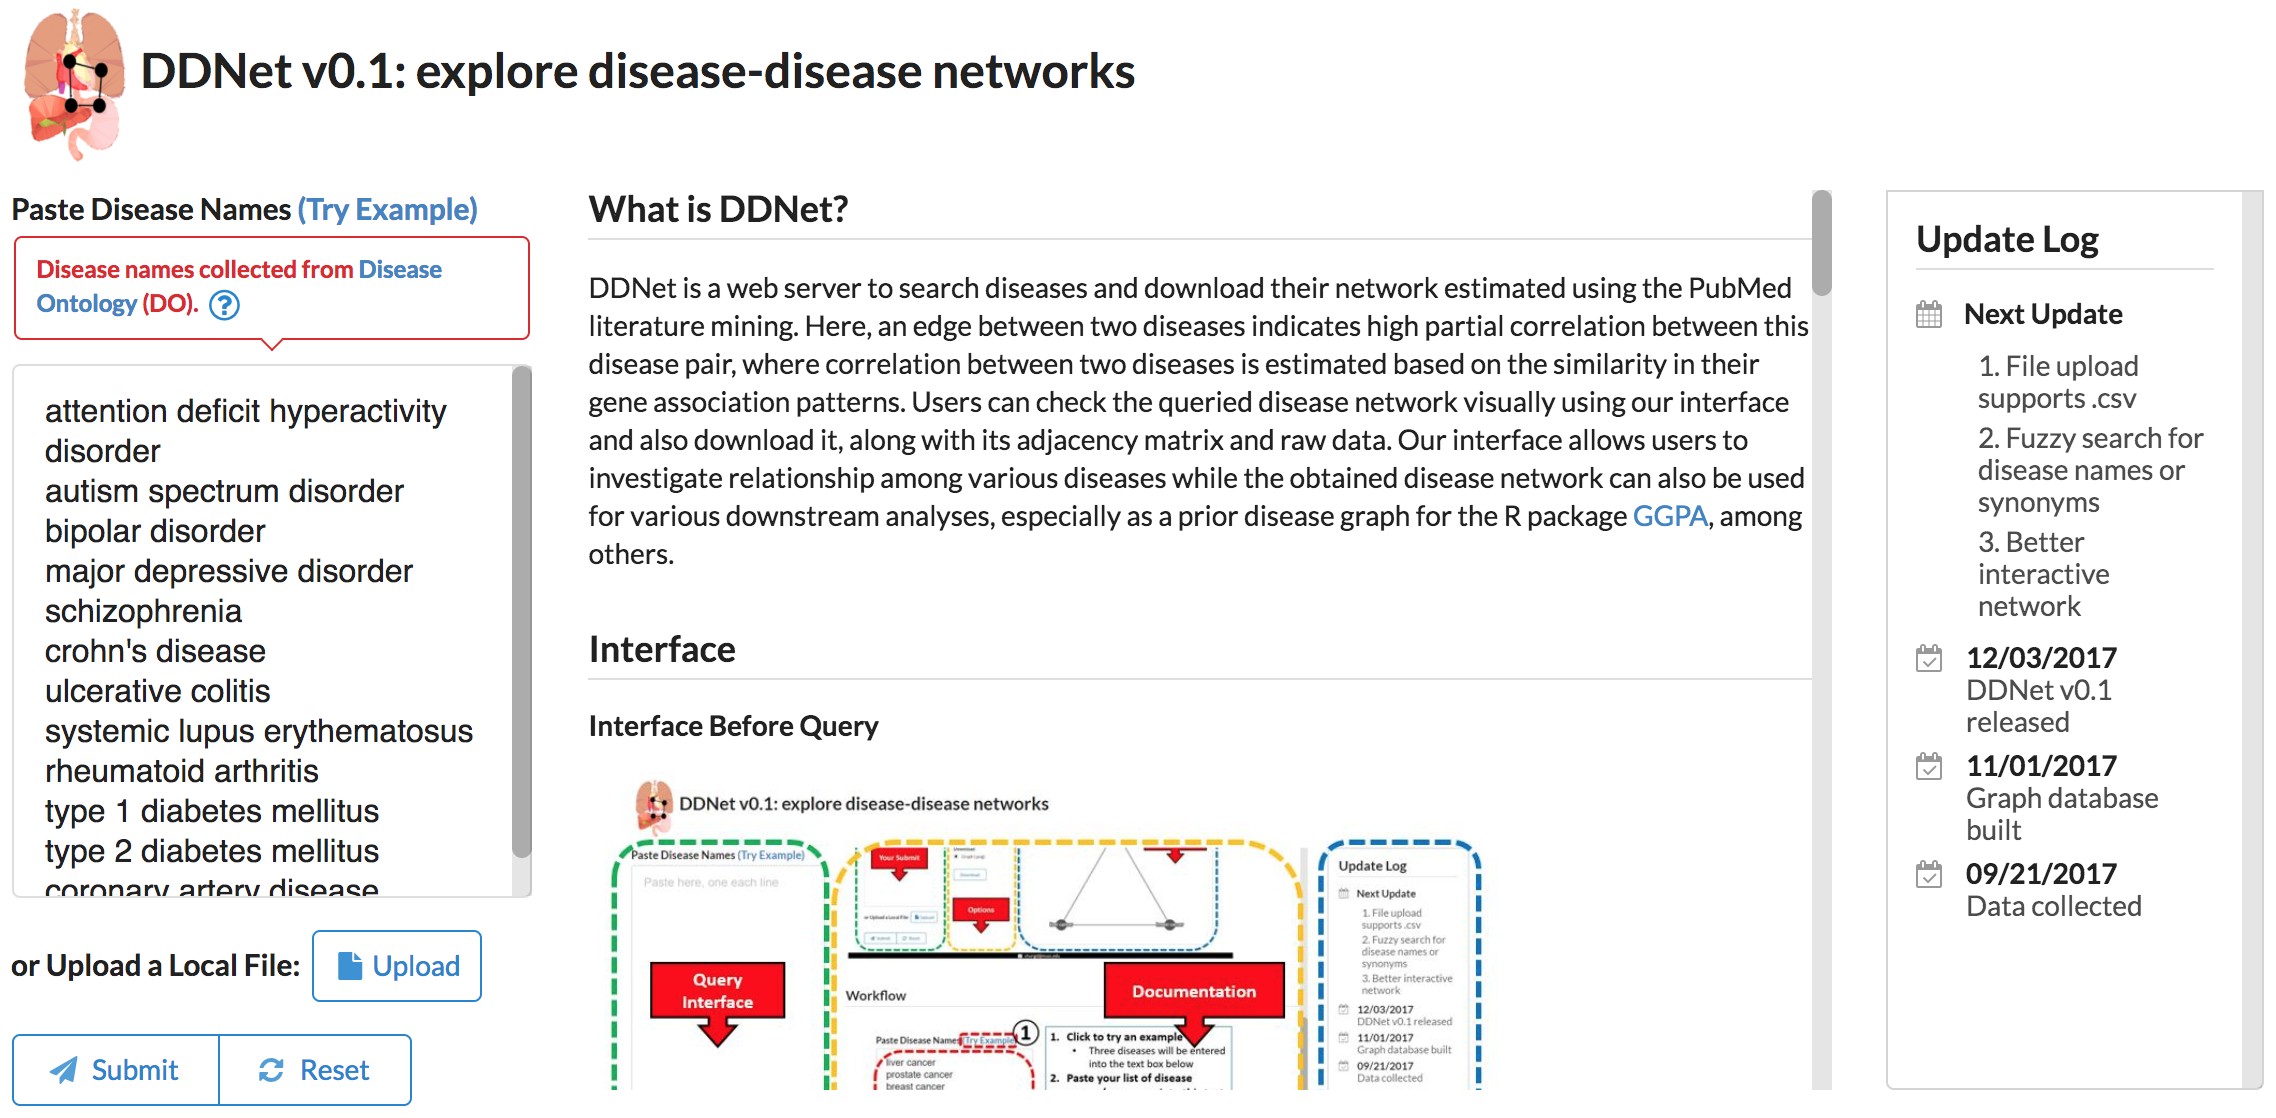 DDNet v0.1: explore disease-disease networks
Paste Disease Names (Try Example)
Disease names collected from Disease
Ontology (DO). ?
attention deficit hyperactivity
disorder
autism spectrum disorder
bipolar disorder
major depressive disorder
schizophrenia
crohn's disease
ulcerative colitis
systemic lupus erythematosus
rheumatoid arthritis
type 1 diabetes mellitus
type 2 diabetes mellitus
coronary artery disease
or Upload a Local File: Upload
Submit Reset
What is DDNet?
DDNet is a web server to search diseases and download their network estimated using the PubMed
literature mining. Here, an edge between two diseases indicates high partial correlation between this
disease pair, where correlation between two diseases is estimated based on the similarity in their
gene association patterns. Users can check the queried disease network visually using our interface
and also download it, along with its adjacency matrix and raw data. Our interface allows users to
investigate relationship among various diseases while the obtained disease network can also be used
for various downstream analyses, especially as a prior disease graph for the R package GGPA, among
others.
Interface
Interface Before Query
DDNet v0.1: explore disease-disease networks
Paste Disease Names (Try Example)
Paste here, one each line
Query
Interface
Your Submit
or Upload a Local File: Upload
Submit Reset
Download
Options
Documentation
Workflow
Paste Disease Names (Try Example) 1
liver cancer
prostate cancer
breast cancer
1. Click to try an example
• Three diseases will be entered
into the text box below
2. Paste your list of disease
Update Log
Next Update
1. File upload
supports .csv
2. Fuzzy search for
disease names or
synonyms
3. Better interactive
network
12/03/2017
DDNet v0.1 released
11/01/2017
Graph database built
09/21/2017
Data collected
Update Log
Next Update
1. File upload
supports .csv
2. Fuzzy search for
disease names or
synonyms
3. Better
interactive
network
12/03/2017
DDNet v0.1
released
11/01/2017
Graph database
built
09/21/2017
Data collected